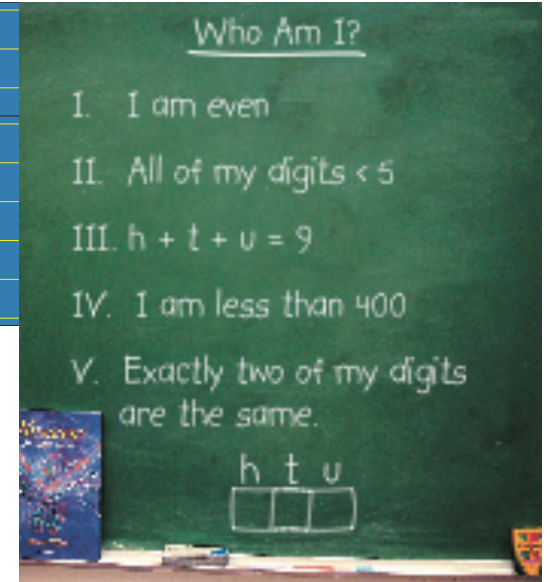 Who Am I?
I. I am even
II. All of my digits < 5
III. h + t + u = 9
IV. I am less than 400
V. Exactly two of my digits
are the same.
h t u